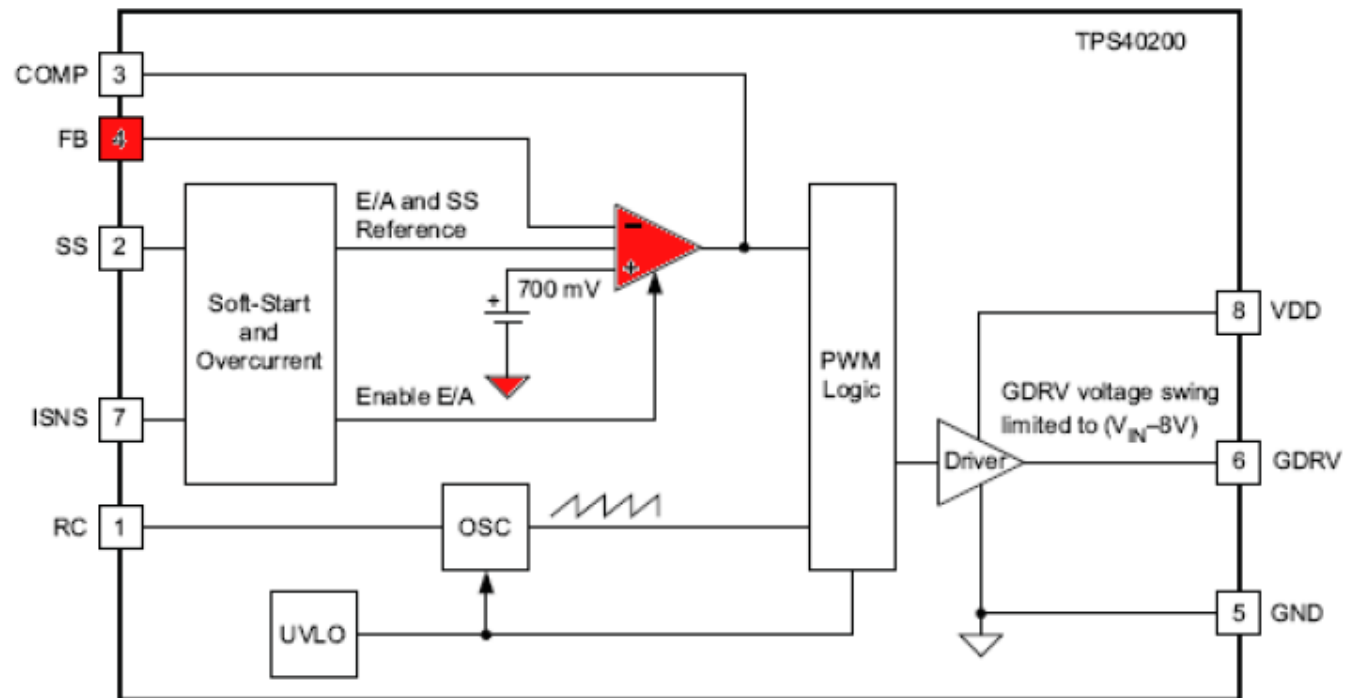 TPS40200
COMP 3
FB 4
E/A and SS
Reference
SS 2
−
+
700 mV
+
Soft-Start
and
Overcurrent
8 VDD
PWM
Logic
Enable E/A
GDRV voltage swing
limited to (VIN–8V)
ISNS 7
Driver
6 GDRV
RC 1
OSC
UVLO
5 GND